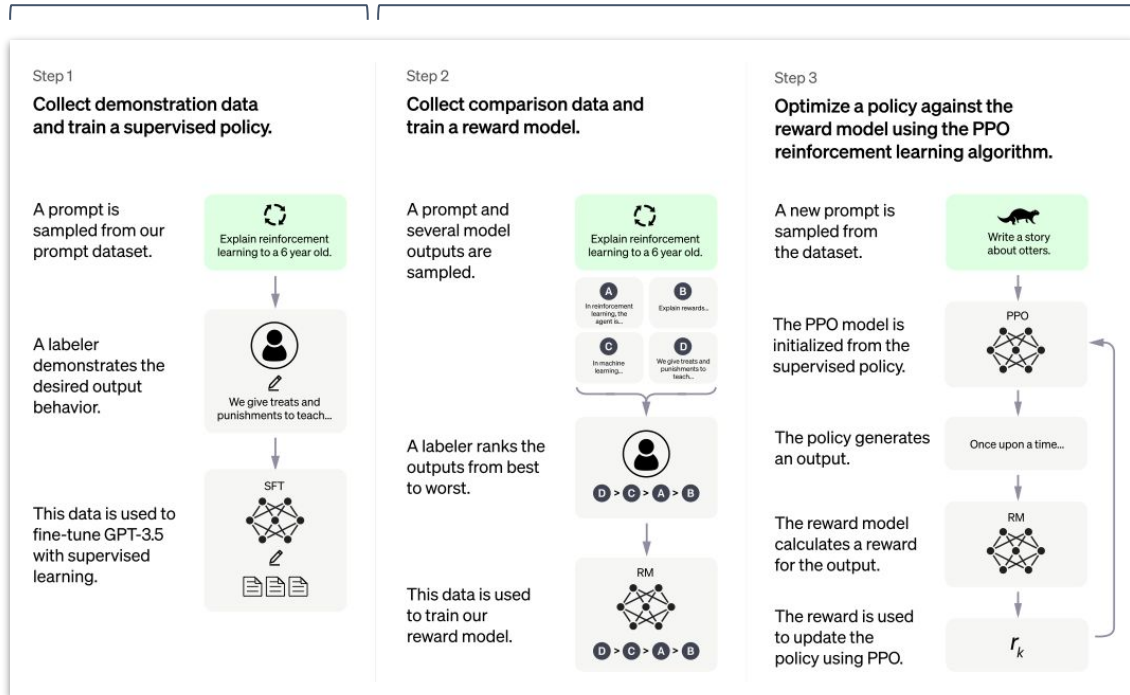 Step 1
Collect demonstration data
and train a supervised policy.
A prompt is
sampled from our
prompt dataset.
Explain reinforcement
learning to a 6 year old.
A labeler
demonstrates the
desired output
behavior.
We give treats and
punishments to teach...
This data is used to
fine-tune GPT-3.5
with supervised
learning.
SFT
Step 2
Collect comparison data and
train a reward model.
A prompt and
several model
outputs are
sampled.
Explain reinforcement
learning to a 6 year old.
A
In reinforcement
learning, the
agent is...
B
Explain rewards...
C
In machine
learning...
D
We give treats and
punishments to
teach...
A labeler ranks the
outputs from best
to worst.
D > C > A > B
This data is used
to train our
reward model.
RM
D > C > A > B
Step 3
Optimize a policy against the
reward model using the PPO
reinforcement learning algorithm.
A new prompt is
sampled from
the dataset.
Write a story
about otters.
The PPO model is
initialized from the
supervised policy.
PPO
The policy generates
an output.
Once upon a time...
The reward model
calculates a reward
for the output.
RM
The reward is used
to update the
policy using PPO.
rk